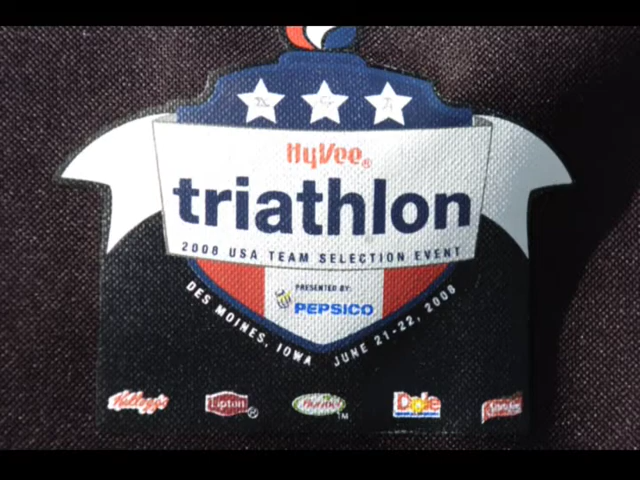 HyVee®
triathlon
2008 USA TEAM SELECTION EVENT
PRESENTED BY:
PEPSICO
DES MOINES, IOWA JUNE 21-22, 2008
Kellogg's Lipton® Hormel™ Dole